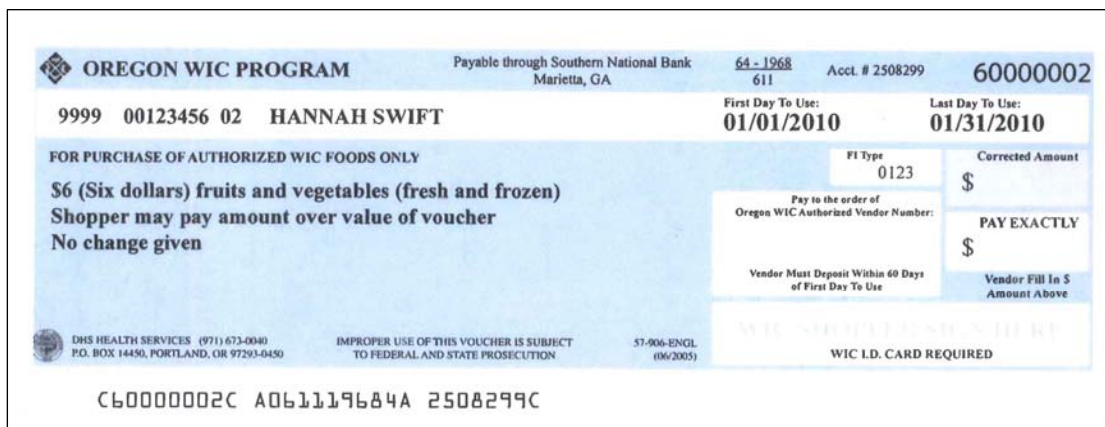 OREGON WIC PROGRAM
Payable through Southern National Bank
Marietta, GA
64 - 1968
611
Acct. # 2508299
60000002
9999 00123456 02 HANNAH SWIFT
First Day To Use:
01/01/2010
Last Day To Use:
01/31/2010
FOR PURCHASE OF AUTHORIZED WIC FOODS ONLY
$6 (Six dollars) fruits and vegetables (fresh and frozen)
Shopper may pay amount over value of voucher
No change given
FI Type
0123
Corrected Amount
$
Pay to the order of
Oregon WIC Authorized Vendor Number:
PAY EXACTLY
$
Vendor Must Deposit Within 60 Days
of First Day To Use
Vendor Fill In $
Amount Above
WIC SHOPPER SIGN HERE
WIC I.D. CARD REQUIRED
DHS HEALTH SERVICES (971) 673-0040
P.O. BOX 14450, PORTLAND, OR 97293-0450
IMPROPER USE OF THIS VOUCHER IS SUBJECT
TO FEDERAL AND STATE PROSECUTION
57-906-ENGL
(06/2005)
C60000002C A061119684A 2508299C